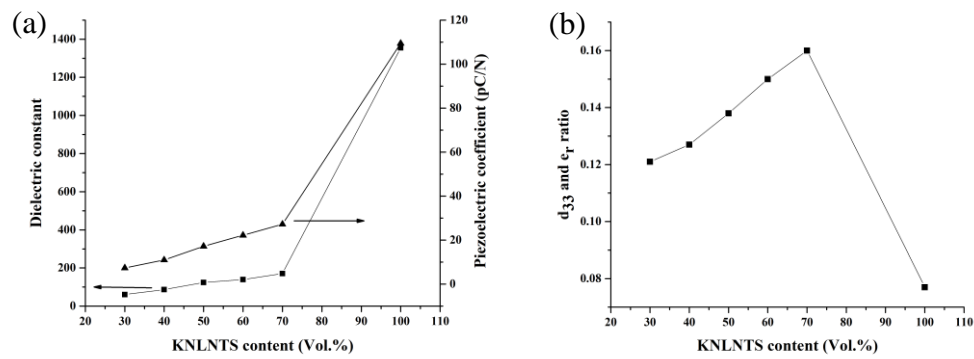 (a)
1400
1200
1000
800
600
400
200
0
Dielectric constant
120
100
80
60
40
20
0
Piezoelectric coefficient (pC/N)
20 30 40 50 60 70 80 90 100 110
KNLNTS content (Vol.%)
(b)
0.16
0.14
0.12
0.10
0.08
d33 and er ratio
20 30 40 50 60 70 80 90 100 110
KNLNTS content (Vol.%)